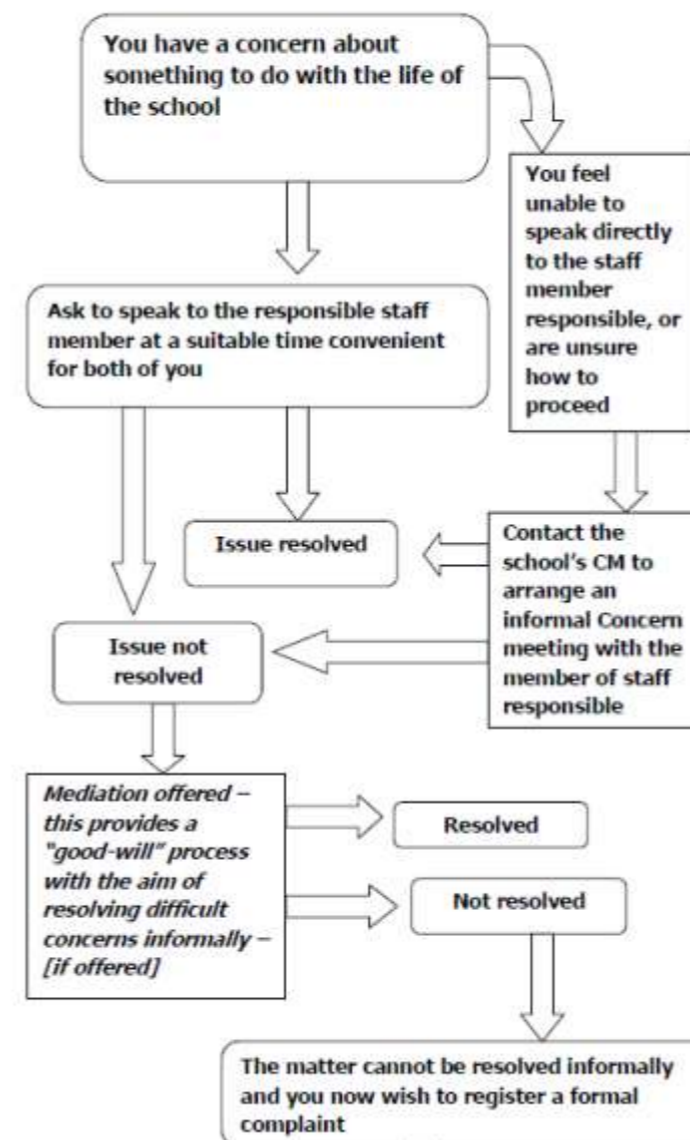 You have a concern about
something to do with the life of
the school
You feel
unable to
speak directly
to the staff
member
responsible, or
are unsure
how to
proceed
Ask to speak to the responsible staff
member at a suitable time convenient
for both of you
Issue resolved
Contact the
school's CM to
arrange an
informal Concern
meeting with the
member of staff
responsible
Issue not
resolved
Mediation offered –
this provides a
"good-will" process
with the aim of
resolving difficult
concerns informally –
[if offered]
Resolved
Not resolved
The matter cannot be resolved informally
and you now wish to register a formal
complaint